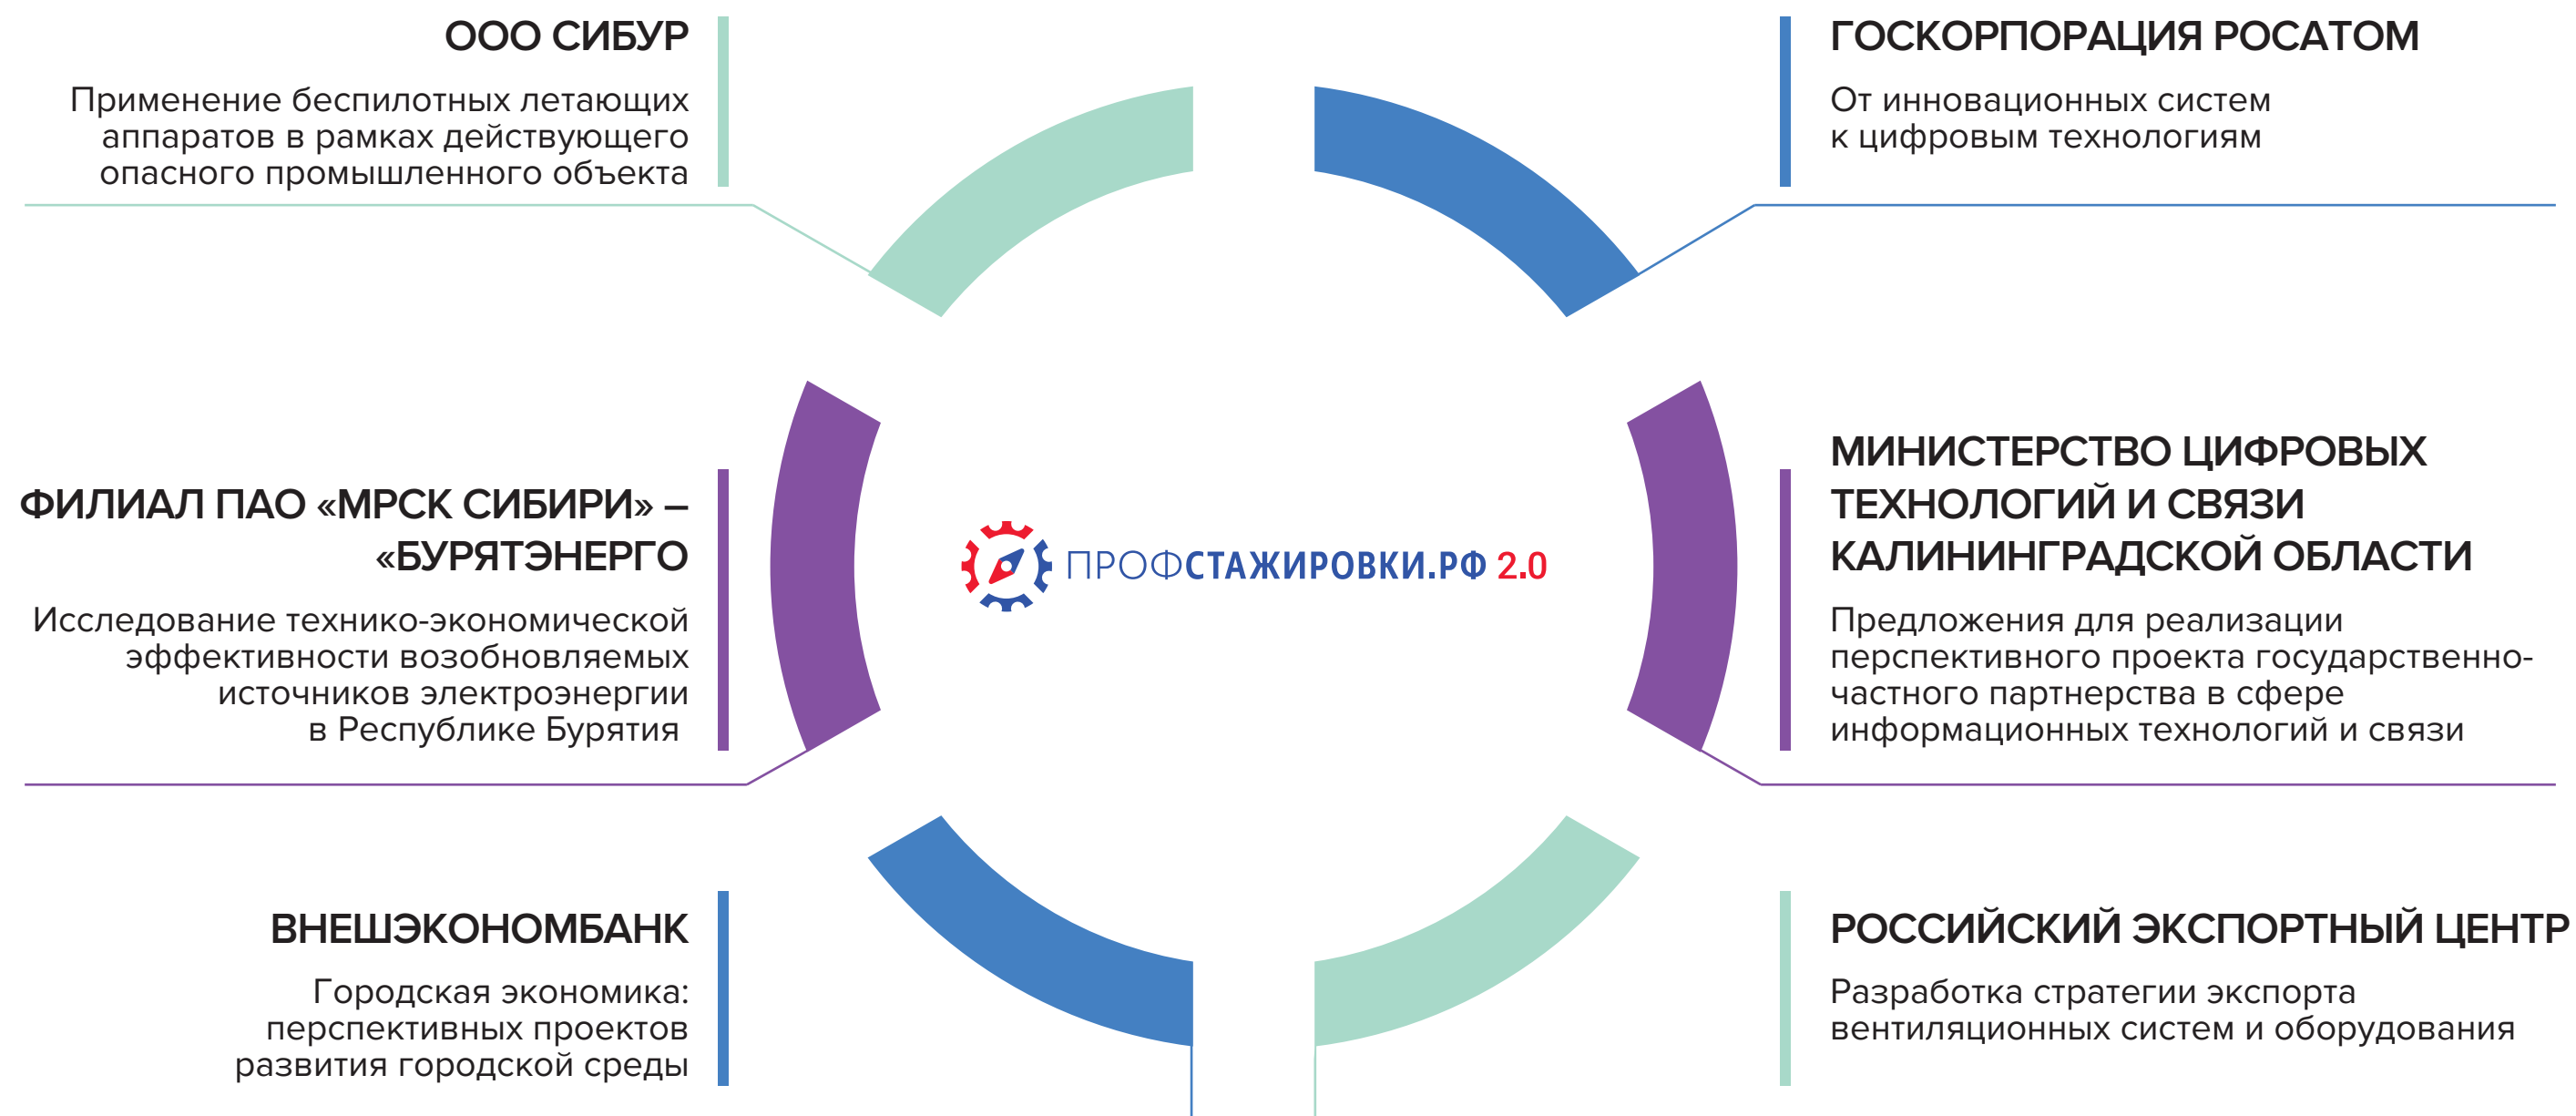 ООО СИБУР
Применение беспилотных летающих
аппаратов в рамках действующего
опасного промышленного объекта
ГОСКОРПОРАЦИЯ РОСАТОМ
От инновационных систем
к цифровым технологиям
ФИЛИАЛ ПАО «МРСК СИБИРИ» –
«БУРЯТЭНЕРГО
Исследование технико-экономической
эффективности возобновляемых
источников электроэнергии
в Республике Бурятия
ПРОФСТАЖИРОВКИ.РФ 2.0
МИНИСТЕРСТВО ЦИФРОВЫХ
ТЕХНОЛОГИЙ И СВЯЗИ
КАЛИНИНГРАДСКОЙ ОБЛАСТИ
Предложения для реализации
перспективного проекта государственно-
частного партнерства в сфере
информационных технологий и связи
ВНЕШЭКОНОМБАНК
Городская экономика:
перспективных проектов
развития городской среды
РОССИЙСКИЙ ЭКСПОРТНЫЙ ЦЕНТР
Разработка стратегии экспорта
вентиляционных систем и оборудования